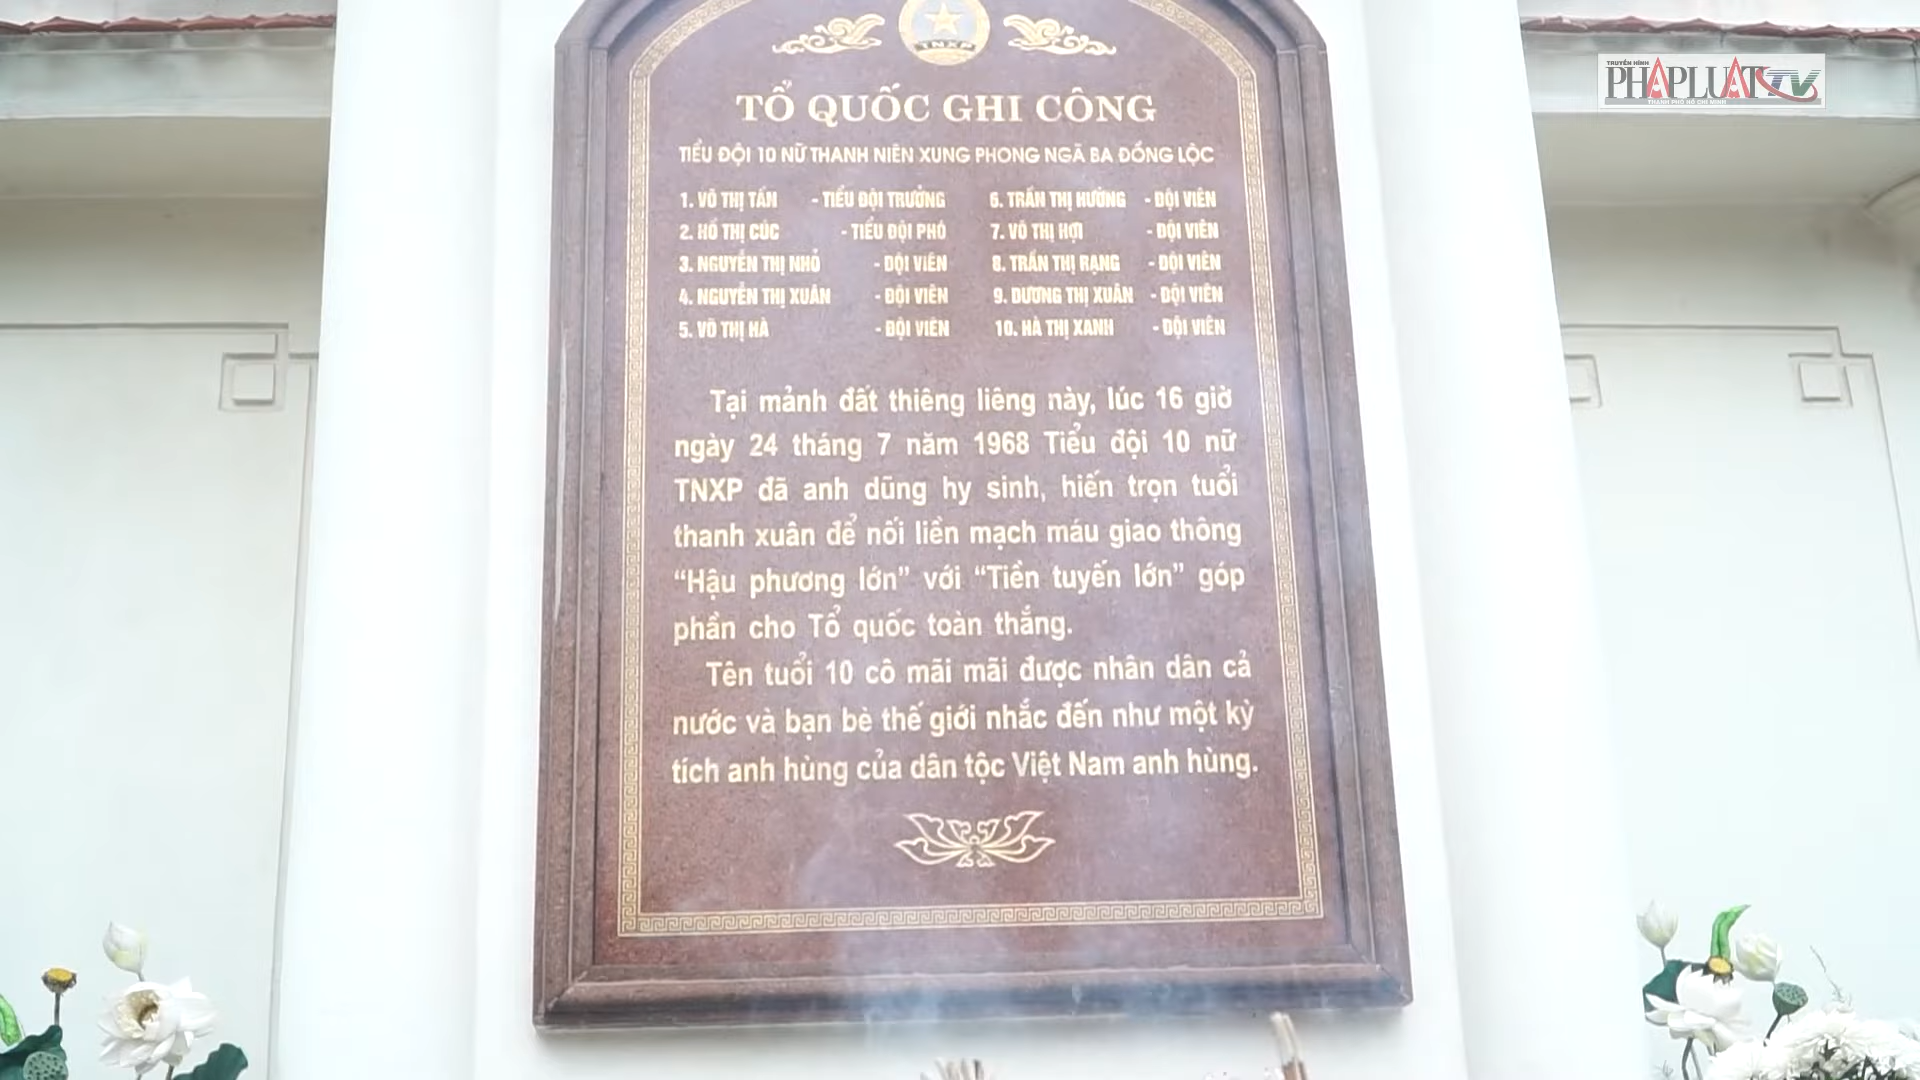 TRUYỀN HÌNH
PHÁP LUẬT TV
THÀNH PHỐ HỒ CHÍ MINH
TNXP
TỔ QUỐC GHI CÔNG
TIỂU ĐỘI 10 NỮ THANH NIÊN XUNG PHONG NGÃ BA ĐỒNG LỘC
1. VÕ THỊ TẦN - TIỂU ĐỘI TRƯỞNG
2. HỒ THỊ CÚC - TIỂU ĐỘI PHÓ
3. NGUYỄN THỊ NHỎ - ĐỘI VIÊN
4. NGUYỄN THỊ XUÂN - ĐỘI VIÊN
5. VÕ THỊ HÀ - ĐỘI VIÊN
6. TRẦN THỊ HƯỜNG - ĐỘI VIÊN
7. VÕ THỊ HỢI - ĐỘI VIÊN
8. TRẦN THỊ RẠNG - ĐỘI VIÊN
9. DƯƠNG THỊ XUÂN - ĐỘI VIÊN
10. HÀ THỊ XANH - ĐỘI VIÊN
Tại mảnh đất thiêng liêng này, lúc 16 giờ
ngày 24 tháng 7 năm 1968 Tiểu đội 10 nữ
TNXP đã anh dũng hy sinh, hiến trọn tuổi
thanh xuân để nối liền mạch máu giao thông
“Hậu phương lớn” với “Tiền tuyến lớn” góp
phần cho Tổ quốc toàn thắng.
Tên tuổi 10 cô mãi mãi được nhân dân cả
nước và bạn bè thế giới nhắc đến như một kỳ
tích anh hùng của dân tộc Việt Nam anh hùng.